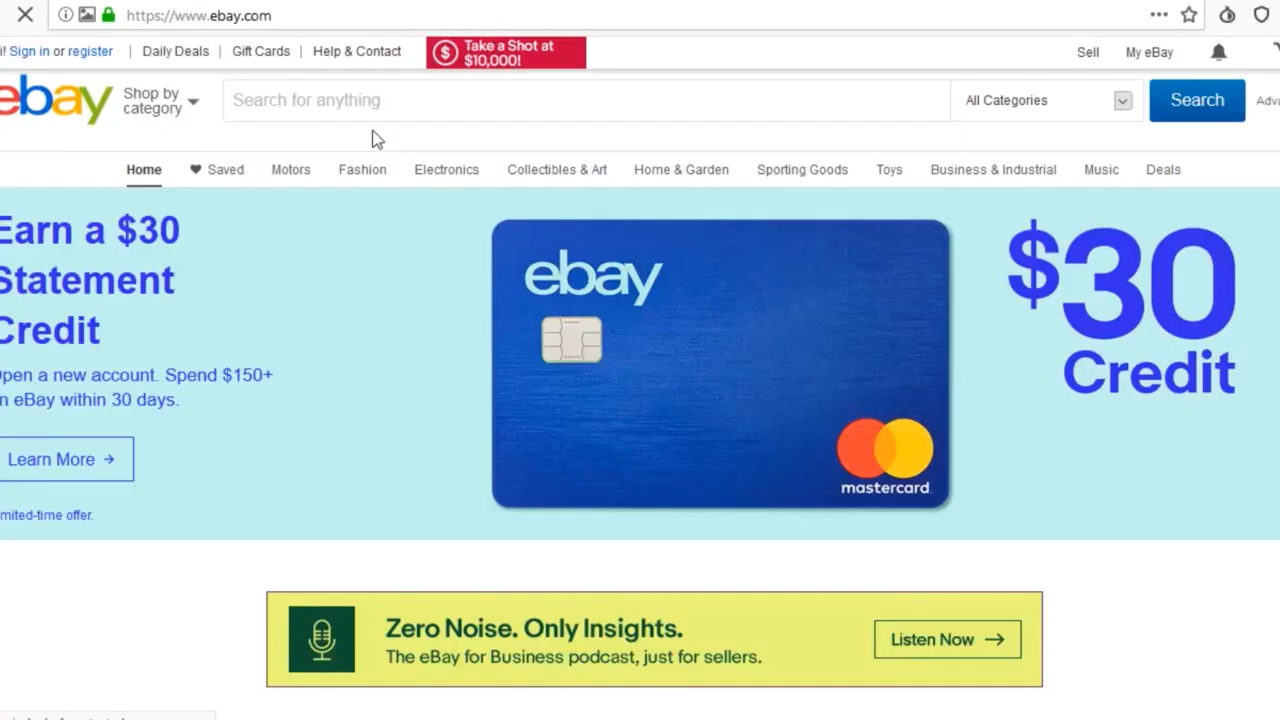 https://www.ebay.com
i! Sign in or register | Daily Deals | Gift Cards | Help & Contact
Take a Shot at
$10,000!
Sell
My eBay
ebay
Shop by
category
Search for anything
All Categories
Search
Adva
Home
Saved
Motors
Fashion
Electronics
Collectibles & Art
Home & Garden
Sporting Goods
Toys
Business & Industrial
Music
Deals
Earn a $30
Statement
Credit
Open a new account. Spend $150+
n eBay within 30 days.
Learn More →
mited-time offer.
ebay
mastercard
$30
Credit
Zero Noise. Only Insights.
The eBay for Business podcast, just for sellers.
Listen Now →